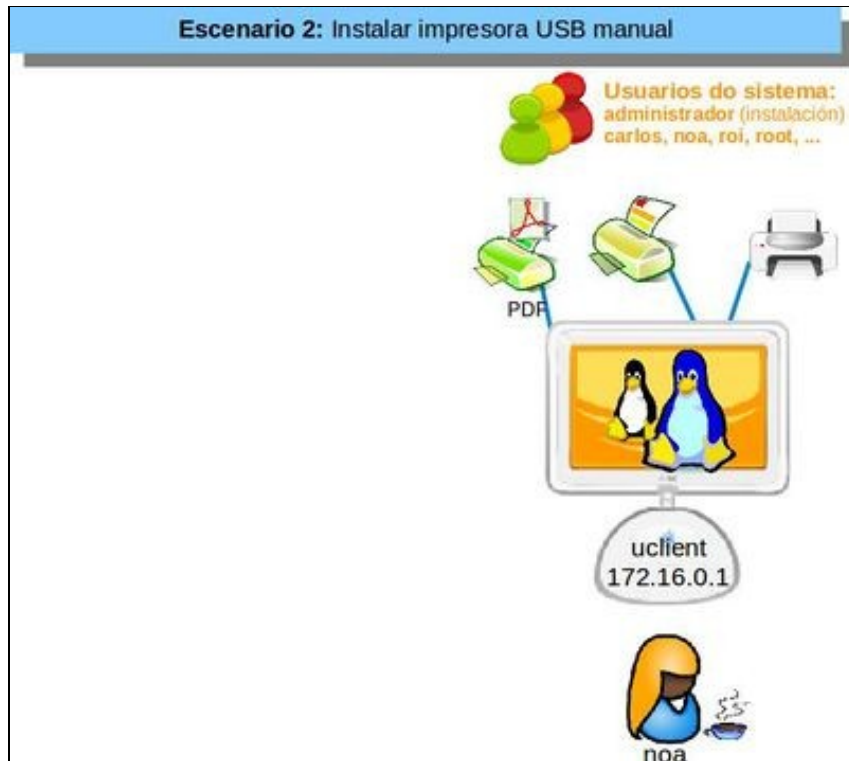 Escenario 2: Instalar impresora USB manual
Usuarios do sistema:
administrador (instalación)
carlos, noa, roi, root, ...
PDF
uclient
172.16.0.1
noa